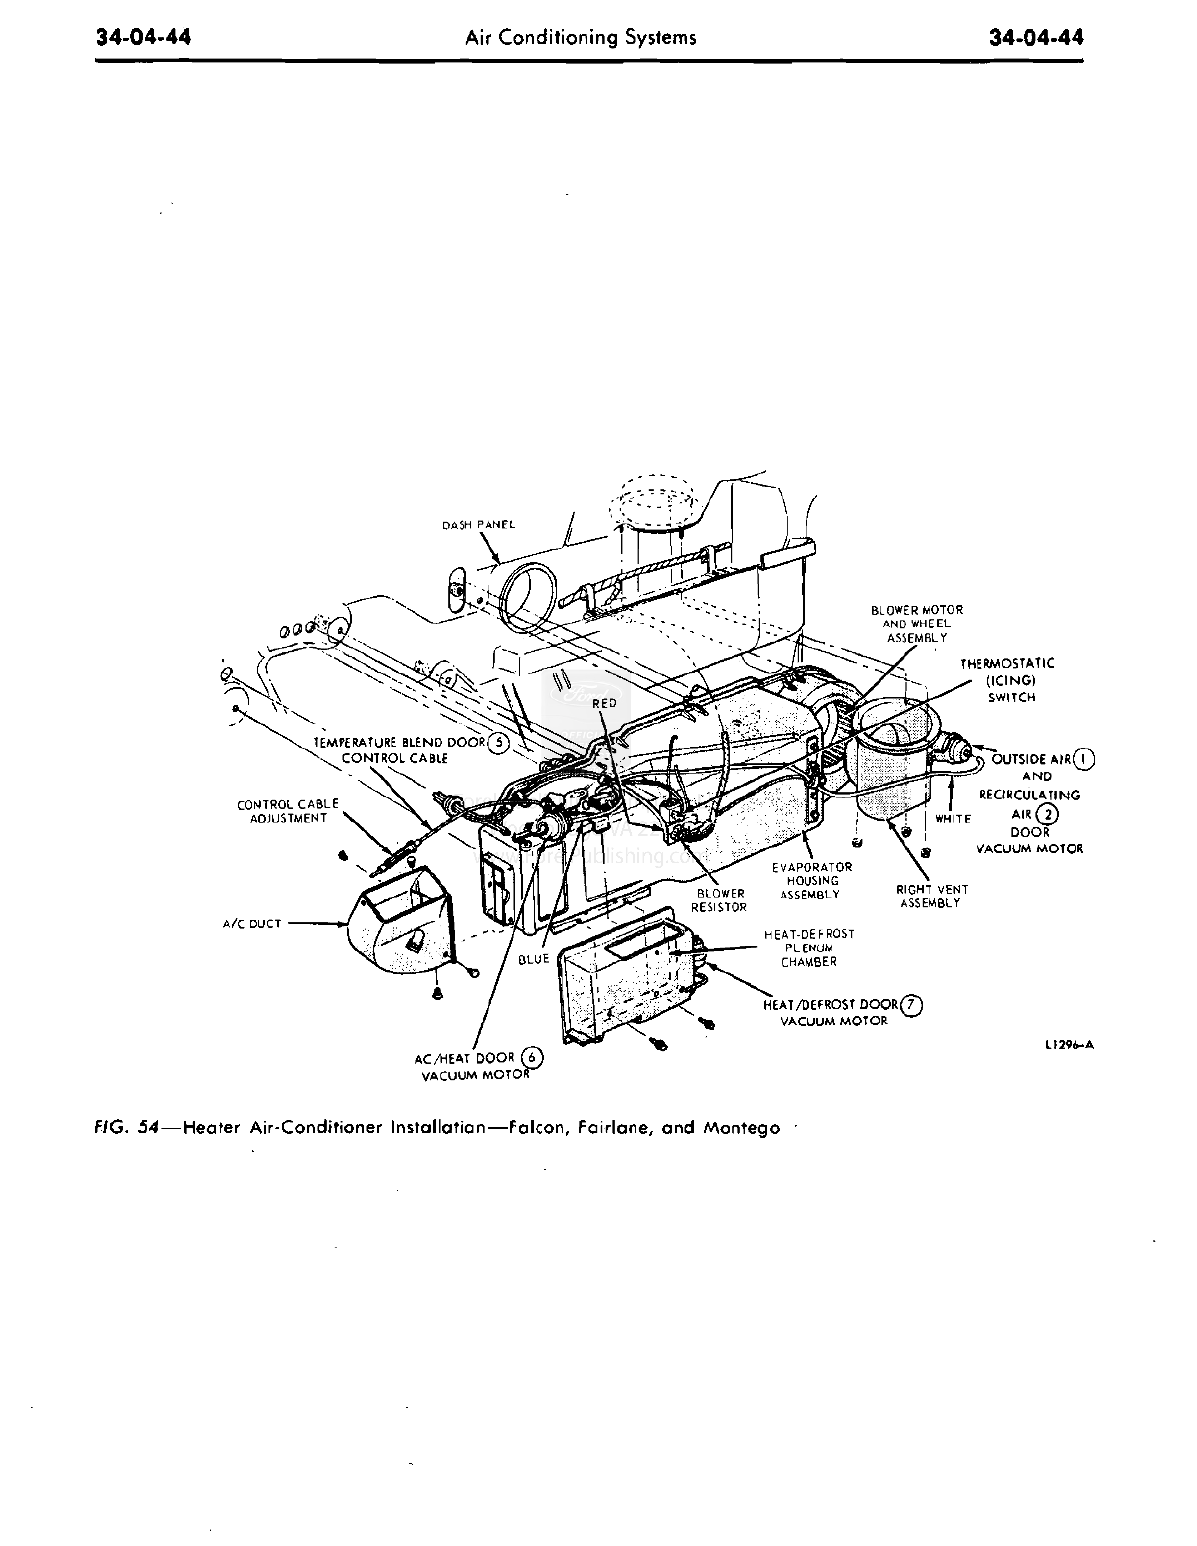 34-04-44 Air Conditioning Systems 34-04-44
DASH PANEL
BLOWER MOTOR
AND WHEEL
ASSEMBLY
THERMOSTATIC
(ICING)
SWITCH
RED
TEMPERATURE BLEND DOOR 5
CONTROL CABLE
OUTSIDE AIR 1
AND
RECIRCULATING
AIR 2
DOOR
VACUUM MOTOR
CONTROL CABLE
ADJUSTMENT
WHITE
EVAPORATOR
HOUSING
ASSEMBLY
BLOWER
RESISTOR
RIGHT VENT
ASSEMBLY
A/C DUCT
HEAT-DEFROST
PLENUM
CHAMBER
BLUE
HEAT/DEFROST DOOR 7
VACUUM MOTOR
AC/HEAT DOOR 6
VACUUM MOTOR
L1296-A
FIG. 54—Heater Air-Conditioner Installation—Falcon, Fairlane, and Montego